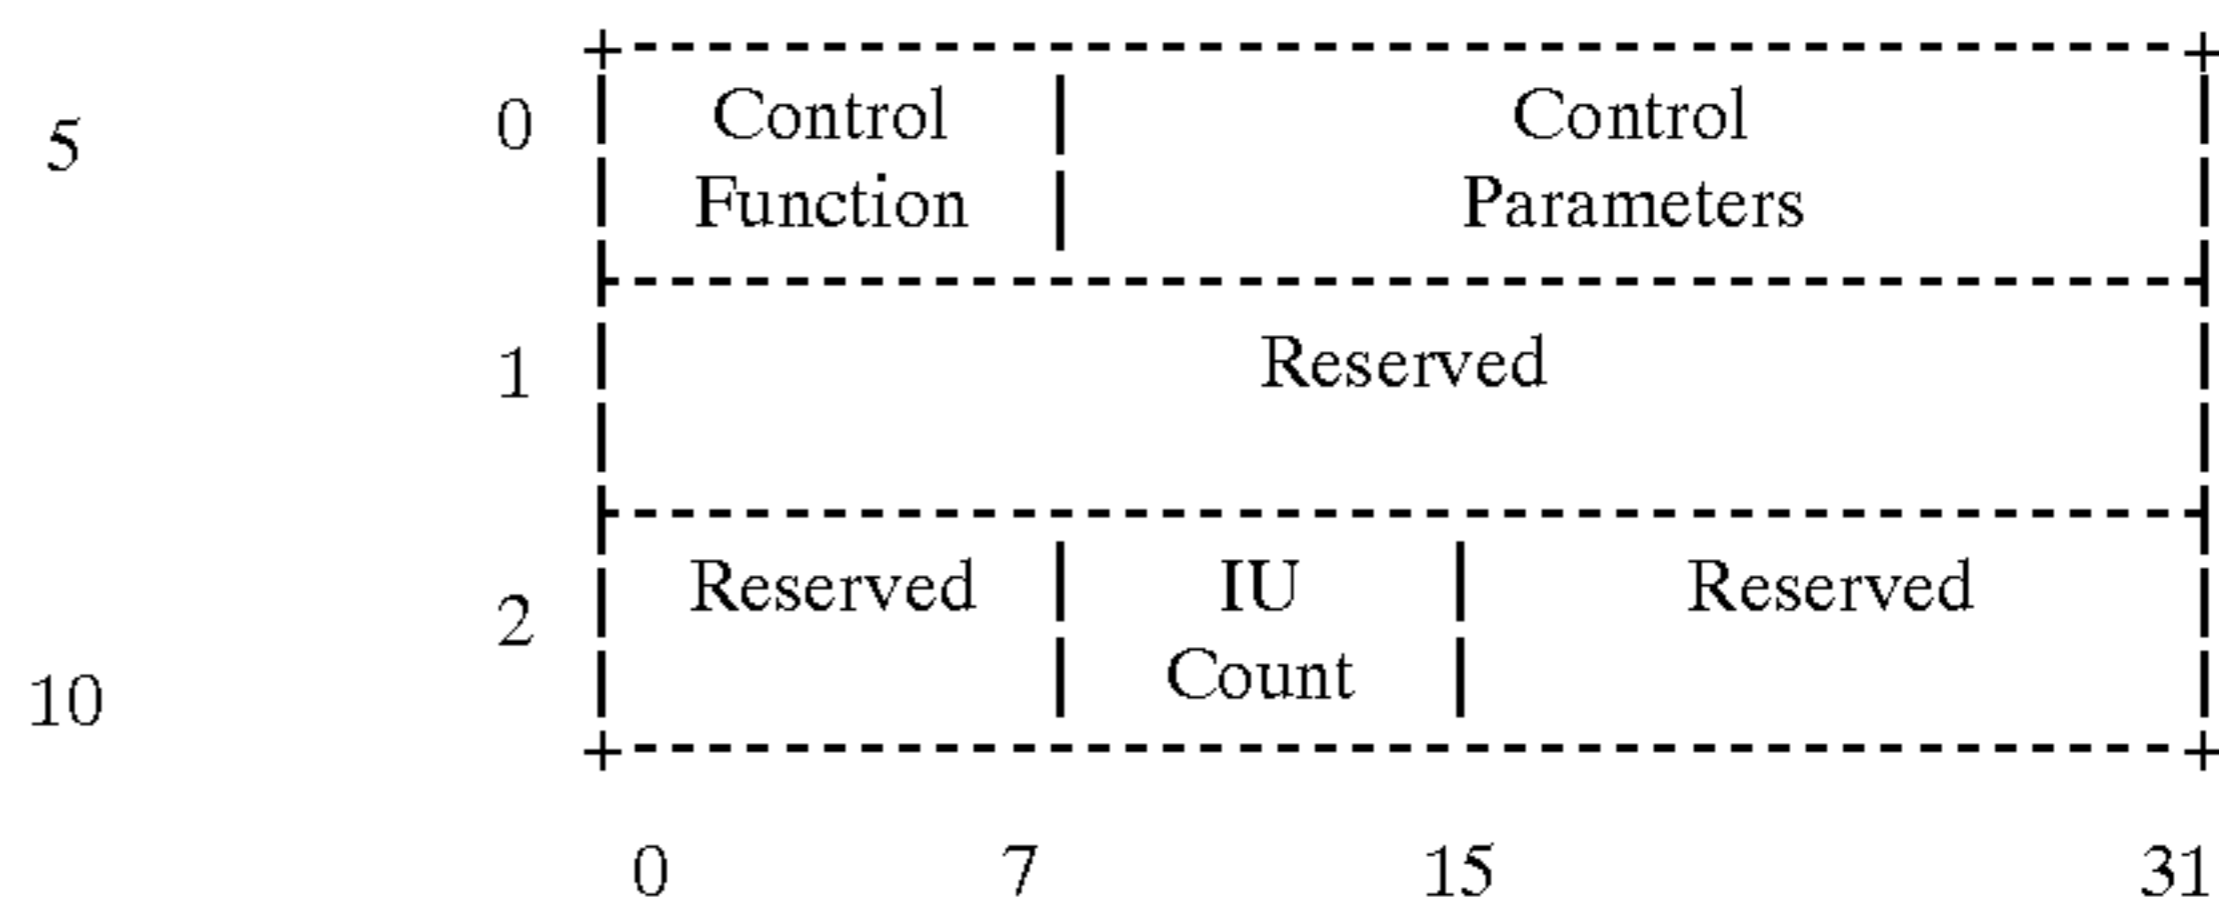 5 0 Control Control
Function Parameters
1 Reserved
2 Reserved IU Reserved
10 Count
0 7 15 31